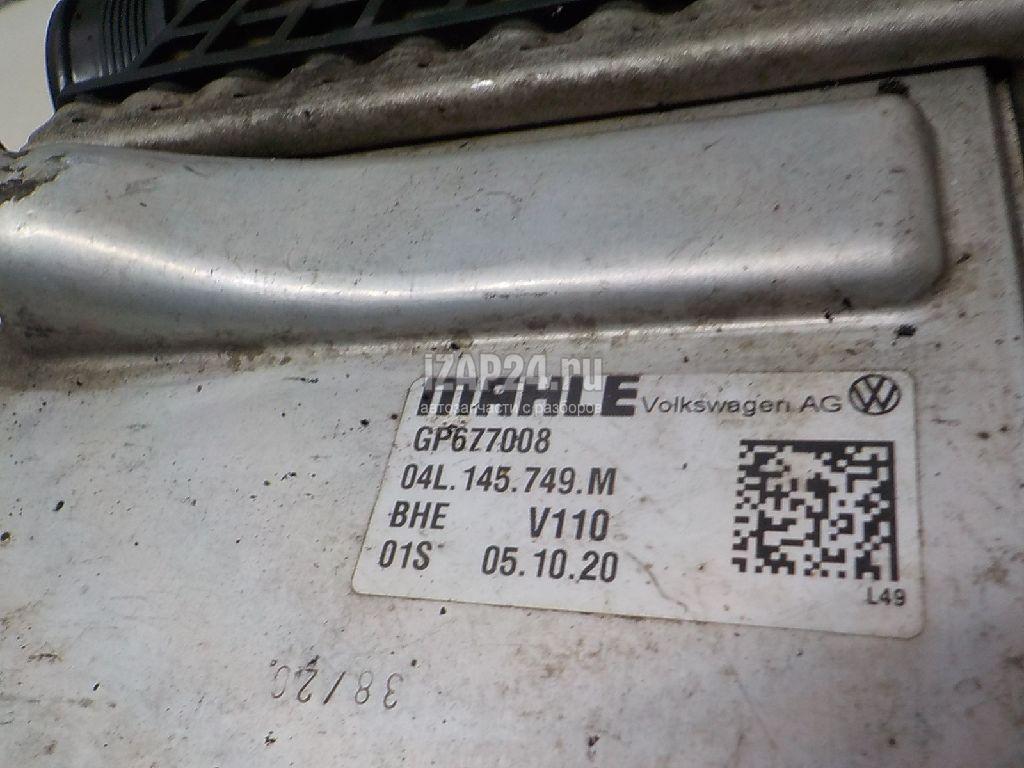 iZAP24.ru
автозапчасти с разборов
MAHLE Volkswagen AG
GP677008
04L.145.749.M
BHE V110
01S 05.10.20
L49
38/20